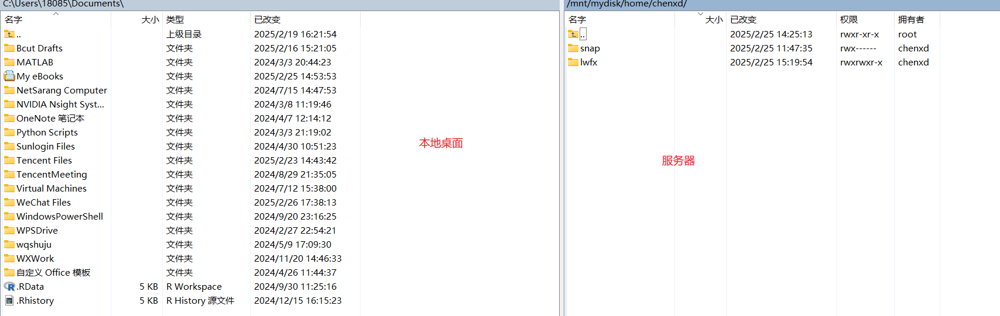 C:\Users\18085\Documents\
名字 大小 类型 已改变
.. 上级目录 2025/2/19 16:21:54
Bcut Drafts 文件夹 2025/2/16 15:21:05
MATLAB 文件夹 2024/3/3 20:44:23
My eBooks 文件夹 2025/2/25 14:53:53
NetSarang Computer 文件夹 2024/7/15 14:47:53
NVIDIA Nsight Syst... 文件夹 2024/3/8 11:19:46
OneNote 笔记本 文件夹 2024/4/7 12:14:12
Python Scripts 文件夹 2024/3/3 21:19:02
Sunlogin Files 文件夹 2024/4/30 10:51:23
Tencent Files 文件夹 2025/2/23 14:43:42
TencentMeeting 文件夹 2024/8/29 21:35:05
Virtual Machines 文件夹 2024/7/12 15:38:00
WeChat Files 文件夹 2025/2/26 17:38:13
WindowsPowerShell 文件夹 2024/9/20 23:16:25
WPSDrive 文件夹 2024/2/27 22:54:21
wqshuju 文件夹 2024/5/9 17:09:30
WXWork 文件夹 2024/11/20 14:46:33
自定义 Office 模板 文件夹 2024/4/26 11:44:37
.RData 5 KB R Workspace 2024/9/30 11:25:16
.Rhistory 5 KB R History 源文件 2024/12/15 16:15:23
本地桌面
/mnt/mydisk/home/chenxd/
名字 大小 已改变 权限 拥有者
.. 2025/2/25 14:25:13 rwxr-xr-x root
snap 2025/2/25 11:47:35 rwx------ chenxd
lwfx 2025/2/25 15:19:54 rwxrwxr-x chenxd
服务器